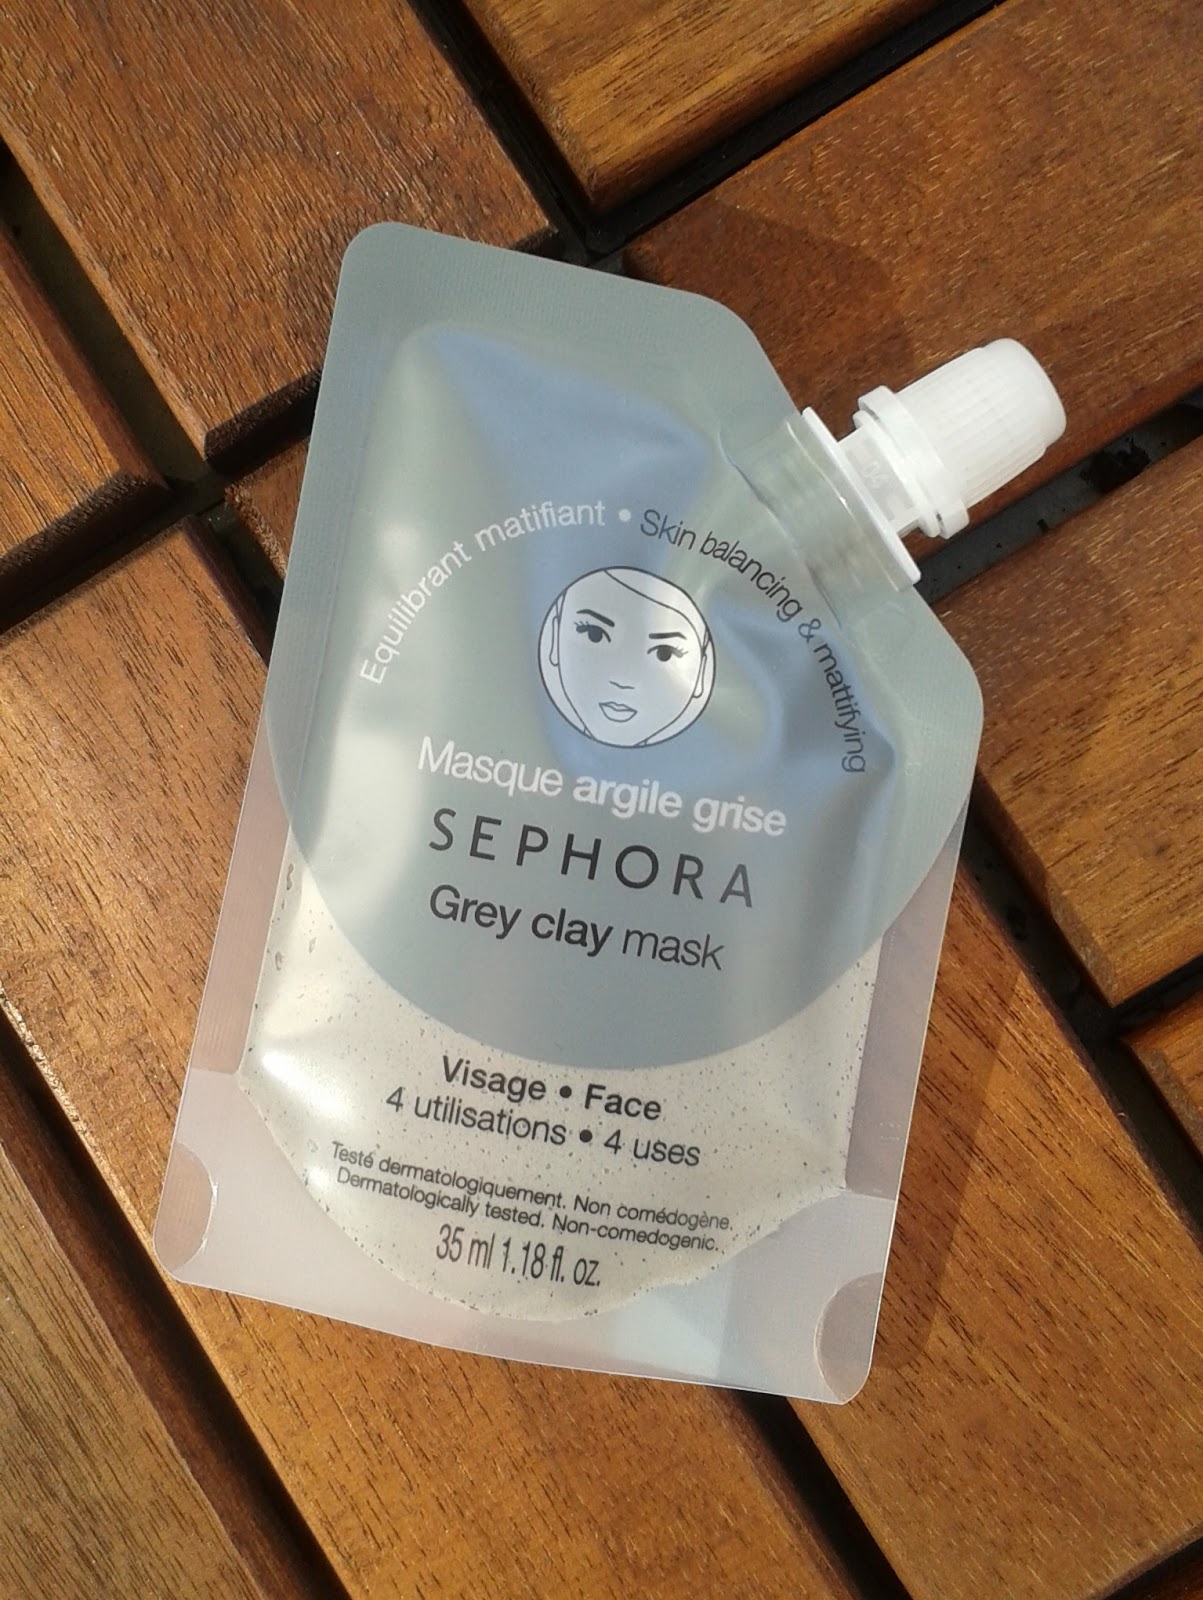 Equilibrant matifiant • Skin balancing & mattifying
Masque argile grise
SEPHORA
Grey clay mask
Visage • Face
4 utilisations • 4 uses
Testé dermatologiquement. Non comédogène.
Dermatologically tested. Non-comedogenic.
35 ml 1.18 fl. oz.